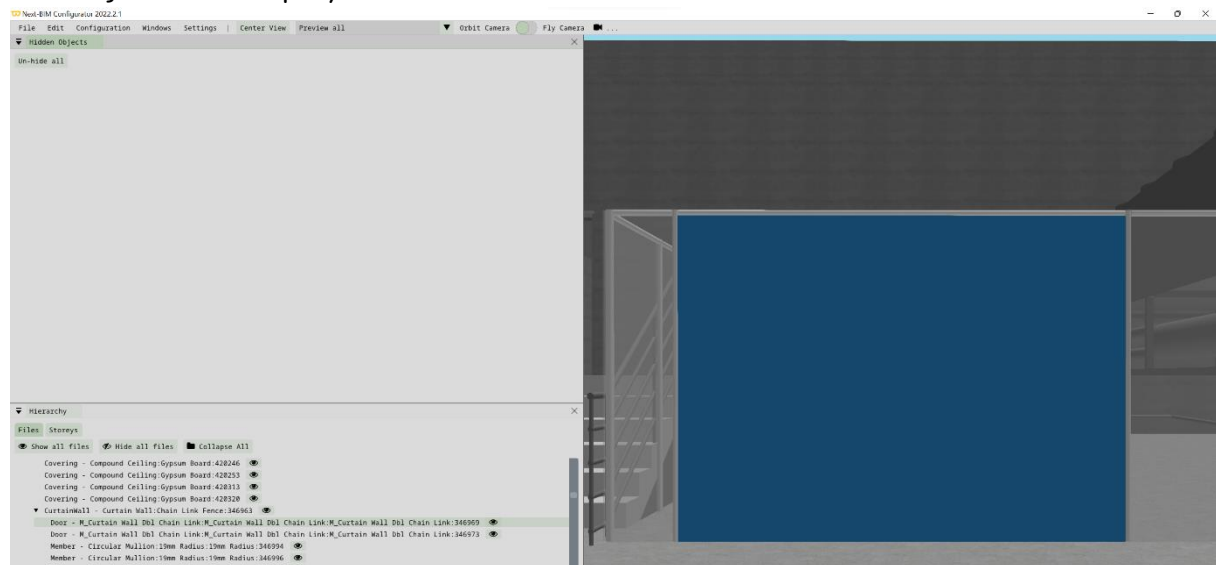 Next-BIM Configurator 2022.2.1
File Edit Configuration Windows Settings | Center View Preview all Orbit Camera Fly Camera ...
Hidden Objects
Un-hide all
Hierarchy
Files Storeys
Show all files Hide all files Collapse All
Covering - Compound Ceiling:Gypsum Board:420246
Covering - Compound Ceiling:Gypsum Board:420253
Covering - Compound Ceiling:Gypsum Board:420313
Covering - Compound Ceiling:Gypsum Board:420320
CurtainWall - Curtain Wall:Chain Link Fence:346963
Door - M_Curtain Wall Dbl Chain Link:M_Curtain Wall Dbl Chain Link:M_Curtain Wall Dbl Chain Link:346969
Door - M_Curtain Wall Dbl Chain Link:M_Curtain Wall Dbl Chain Link:M_Curtain Wall Dbl Chain Link:346973
Member - Circular Mullion:19mm Radius:19mm Radius:346994
Member - Circular Mullion:19mm Radius:19mm Radius:346996